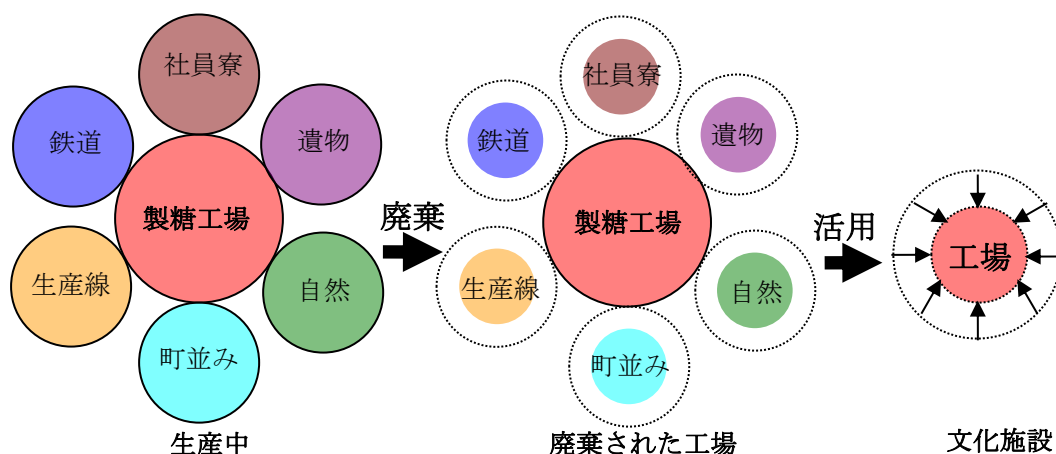 社員寮
鉄道
遺物
製糖工場
生産線
自然
町並み
生産中
廃棄
社員寮
鉄道
遺物
製糖工場
生産線
自然
町並み
廃棄された工場
活用
工場
文化施設